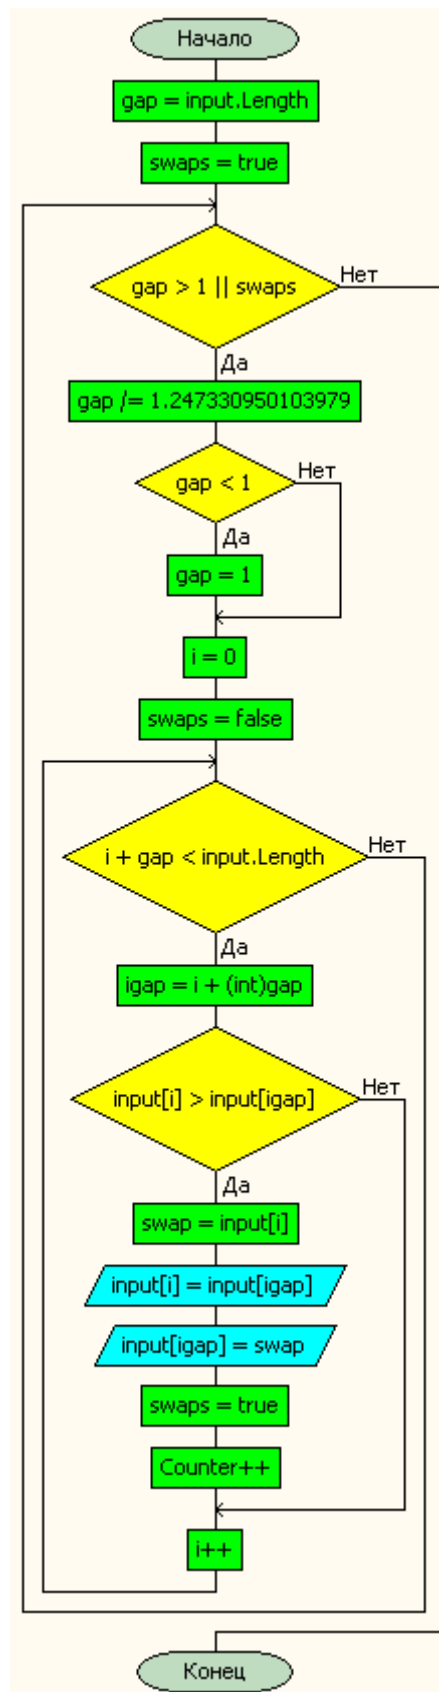 Начало
gap = input.Length
swaps = true
gap > 1 || swaps
Нет
Да
gap /= 1.247330950103979
gap < 1
Нет
Да
gap = 1
i = 0
swaps = false
i + gap < input.Length
Нет
Да
igap = i + (int)gap
input[i] > input[igap]
Нет
Да
swap = input[i]
input[i] = input[igap]
input[igap] = swap
swaps = true
Counter++
i++
Конец